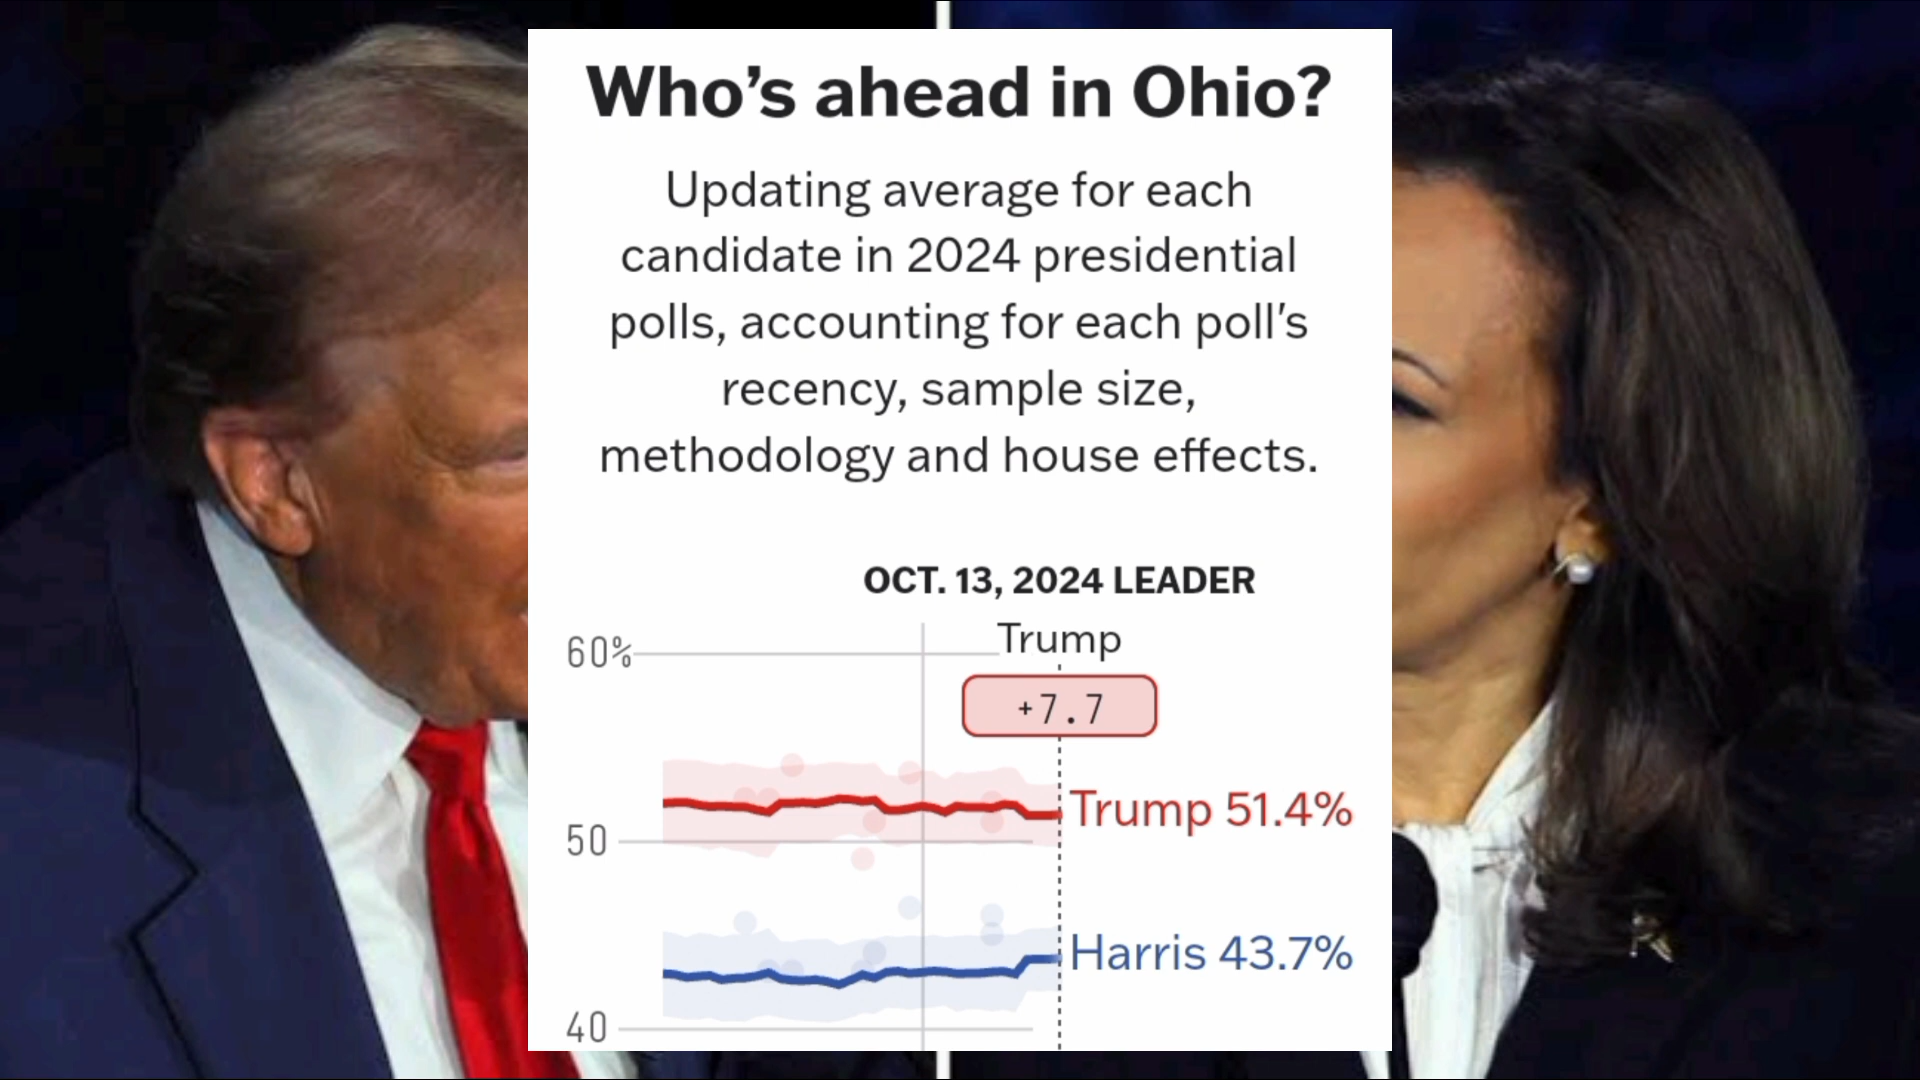 Who’s ahead in Ohio?
Updating average for each
candidate in 2024 presidential
polls, accounting for each poll’s
recency, sample size,
methodology and house effects.
OCT. 13, 2024 LEADER
Trump
60%
+7.7
Trump 51.4%
50
Harris 43.7%
40